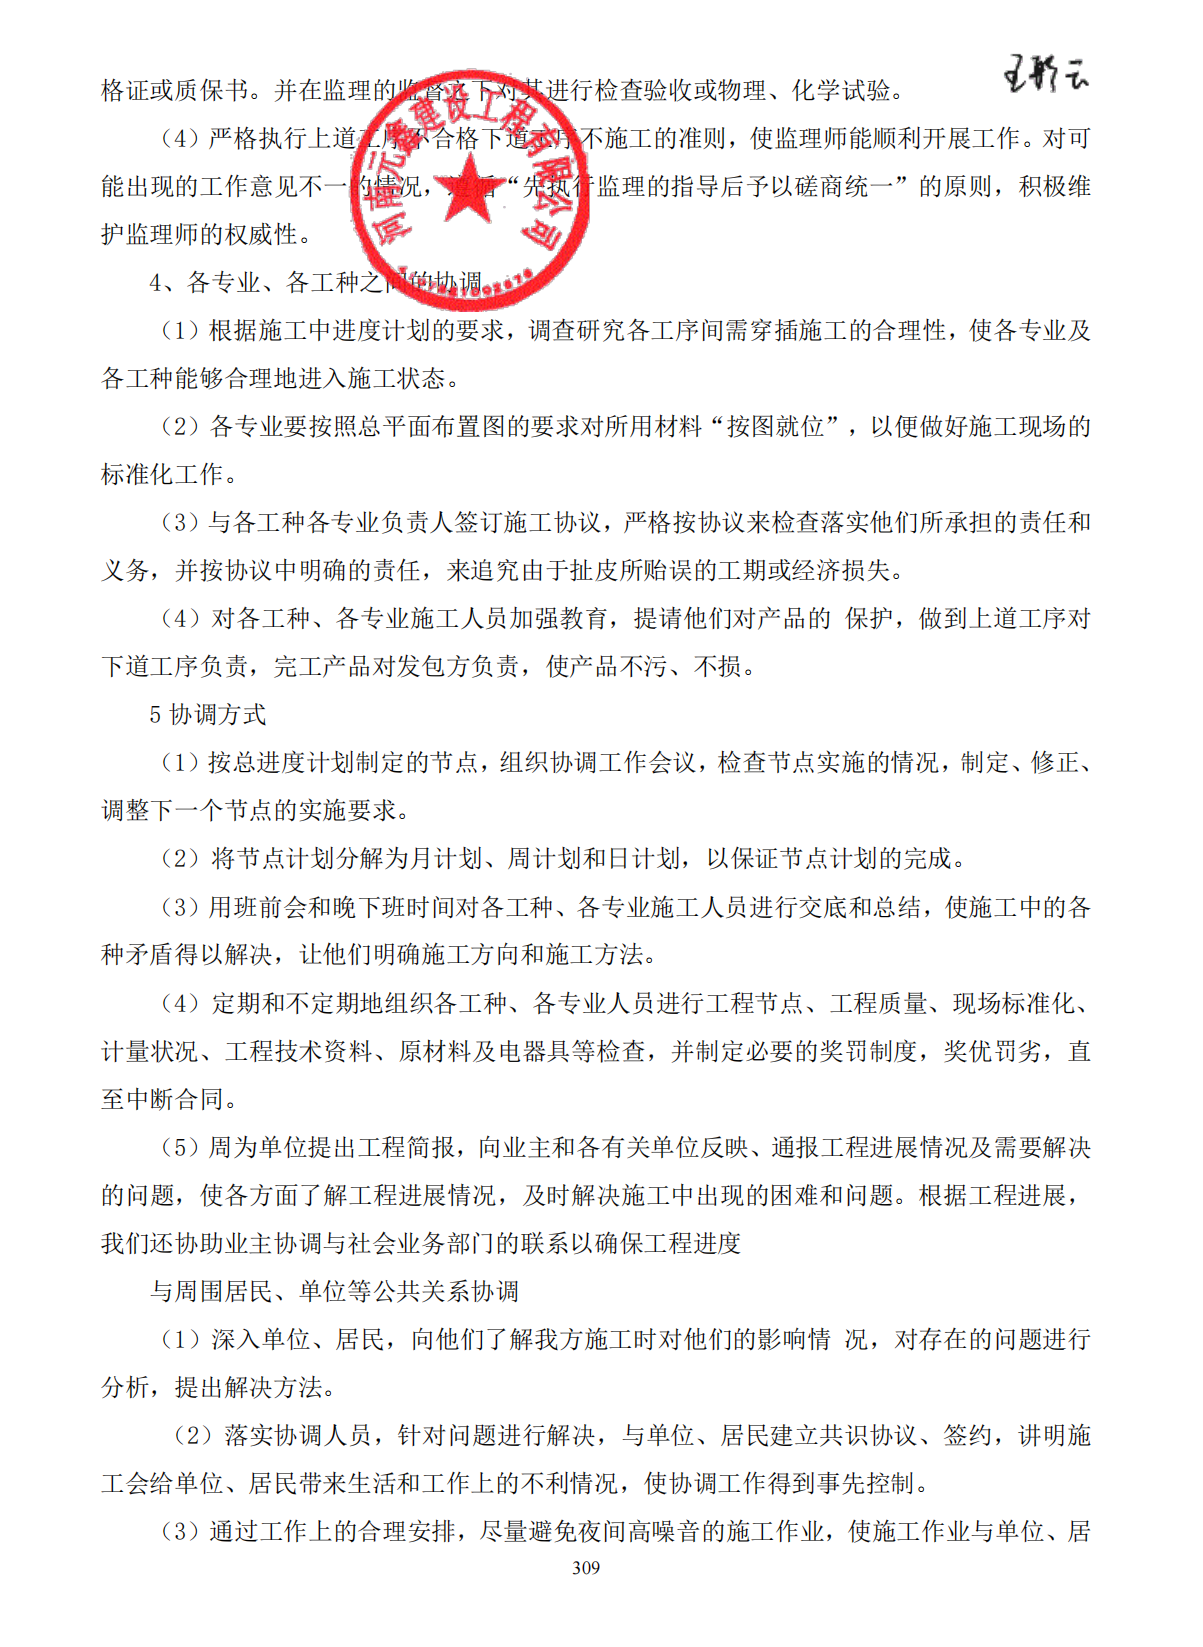 王彩云
格证或质保书。并在监理的监督之下对其进行检查验收或物理、化学试验。
（4）严格执行上道工序不合格下道工序不施工的准则，使监理师能顺利开展工作。对可
能出现的工作意见不一的情况，遵循“先执行监理的指导后予以磋商统一”的原则，积极维
护监理师的权威性。
河南元鑫建设工程有限公司
4、各专业、各工种之间的协调
（1）根据施工中进度计划的要求，调查研究各工序间需穿插施工的合理性，使各专业及
各工种能够合理地进入施工状态。
（2）各专业要按照总平面布置图的要求对所用材料“按图就位”，以便做好施工现场的
标准化工作。
（3）与各工种各专业负责人签订施工协议，严格按协议来检查落实他们所承担的责任和
义务，并按协议中明确的责任，来追究由于扯皮所贻误的工期或经济损失。
（4）对各工种、各专业施工人员加强教育，提请他们对产品的 保护，做到上道工序对
下道工序负责，完工产品对发包方负责，使产品不污、不损。
5 协调方式
（1）按总进度计划制定的节点，组织协调工作会议，检查节点实施的情况，制定、修正、
调整下一个节点的实施要求。
（2）将节点计划分解为月计划、周计划和日计划，以保证节点计划的完成。
（3）用班前会和晚下班时间对各工种、各专业施工人员进行交底和总结，使施工中的各
种矛盾得以解决，让他们明确施工方向和施工方法。
（4）定期和不定期地组织各工种、各专业人员进行工程节点、工程质量、现场标准化、
计量状况、工程技术资料、原材料及电器具等检查，并制定必要的奖罚制度，奖优罚劣，直
至中断合同。
（5）周为单位提出工程简报，向业主和各有关单位反映、通报工程进展情况及需要解决
的问题，使各方面了解工程进展情况，及时解决施工中出现的困难和问题。根据工程进展，
我们还协助业主协调与社会业务部门的联系以确保工程进度
与周围居民、单位等公共关系协调
（1）深入单位、居民，向他们了解我方施工时对他们的影响情 况，对存在的问题进行
分析，提出解决方法。
（2）落实协调人员，针对问题进行解决，与单位、居民建立共识协议、签约，讲明施
工会给单位、居民带来生活和工作上的不利情况，使协调工作得到事先控制。
（3）通过工作上的合理安排，尽量避免夜间高噪音的施工作业，使施工作业与单位、居
309